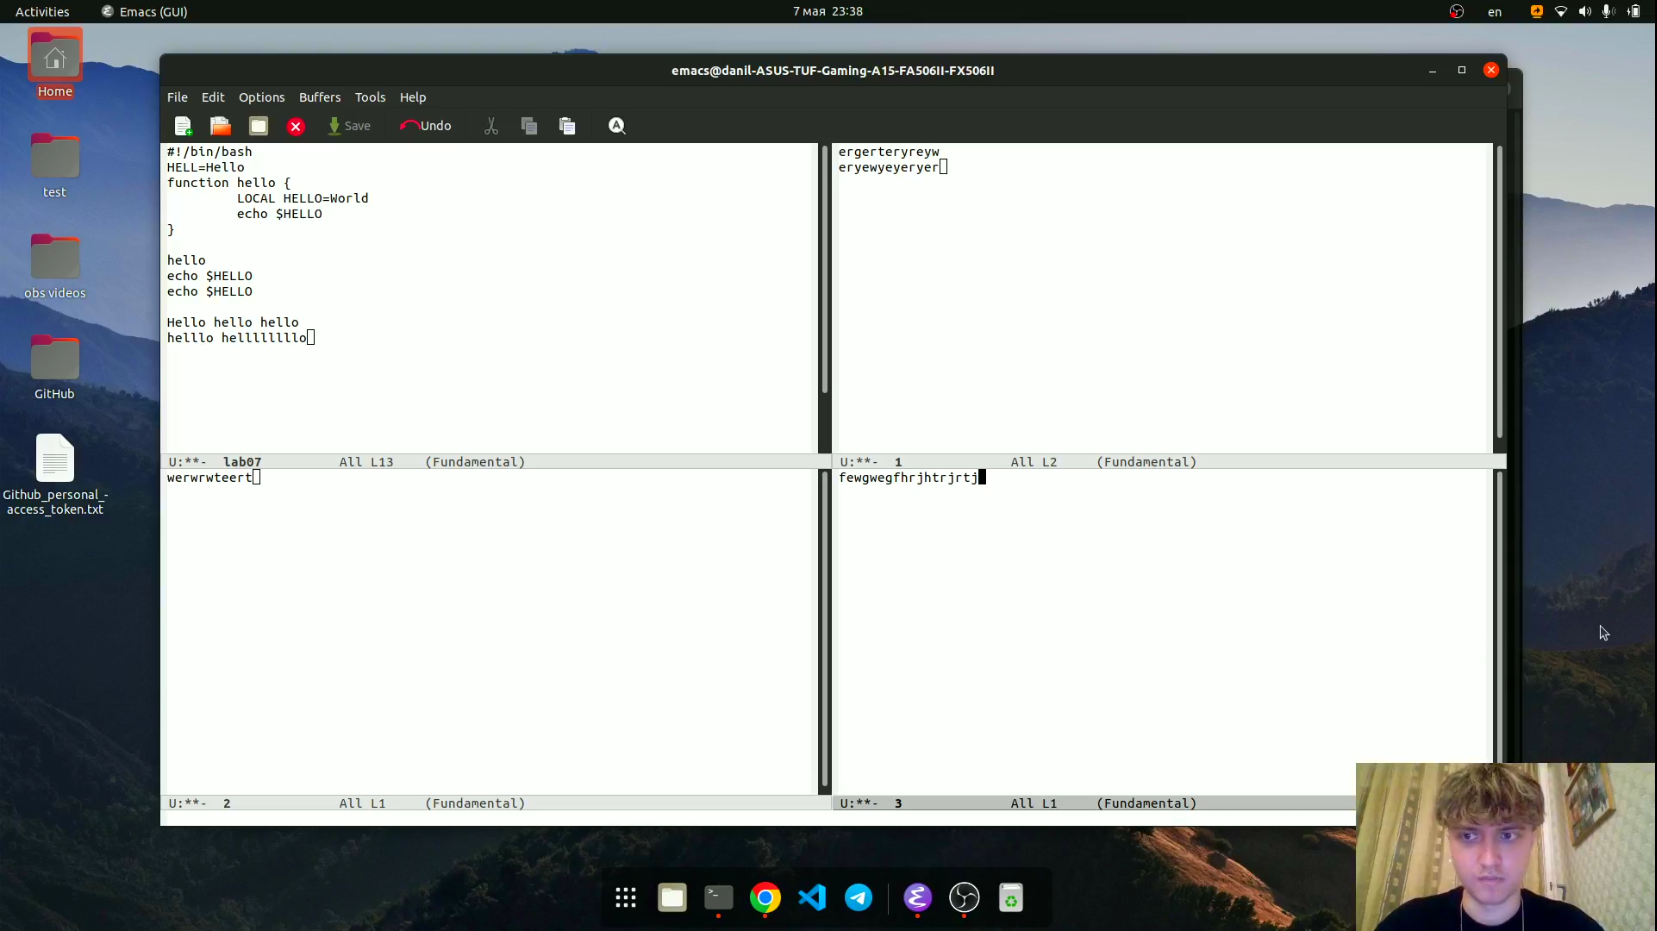 Activities
Emacs (GUI)
7 мая 23:38
en
Home
test
obs videos
GitHub
Github_personal_-
access_token.txt
emacs@danil-ASUS-TUF-Gaming-A15-FA506II-FX506II
File Edit Options Buffers Tools Help
Save
Undo
#!/bin/bash
HELL=Hello
function hello {
LOCAL HELLO=World
echo $HELLO
}
hello
echo $HELLO
echo $HELLO
Hello hello hello
helllo helllllllllo
U:**- lab07 All L13 (Fundamental)
ergerteryreyw
eryewyeyeryer
U:**- 1 All L2 (Fundamental)
werwrwteert
U:**- 2 All L1 (Fundamental)
fewgwegfhrjhtrjrtj
U:**- 3 All L1 (Fundamental)